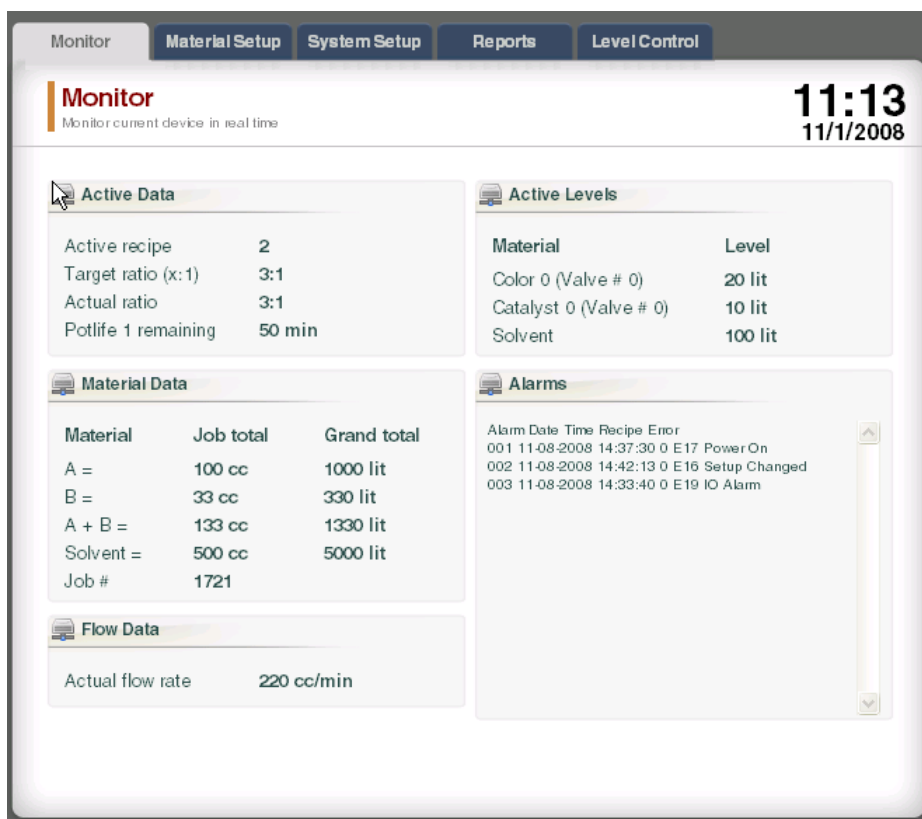 Monitor Material Setup System Setup Reports Level Control
Monitor
Monitor current device in real time
11:13
11/1/2008
Active Data
Active recipe 2
Target ratio (x:1) 3:1
Actual ratio 3:1
Potlife 1 remaining 50 min
Active Levels
Material Level
Color 0 (Valve # 0) 20 lit
Catalyst 0 (Valve # 0) 10 lit
Solvent 100 lit
Material Data
Material Job total Grand total
A = 100 cc 1000 lit
B = 33 cc 330 lit
A + B = 133 cc 1330 lit
Solvent = 500 cc 5000 lit
Job # 1721
Alarms
Alarm Date Time Recipe Error
001 11-08-2008 14:37:30 0 E17 Power On
002 11-08-2008 14:42:13 0 E16 Setup Changed
003 11-08-2008 14:33:40 0 E19 IO Alarm
Flow Data
Actual flow rate 220 cc/min